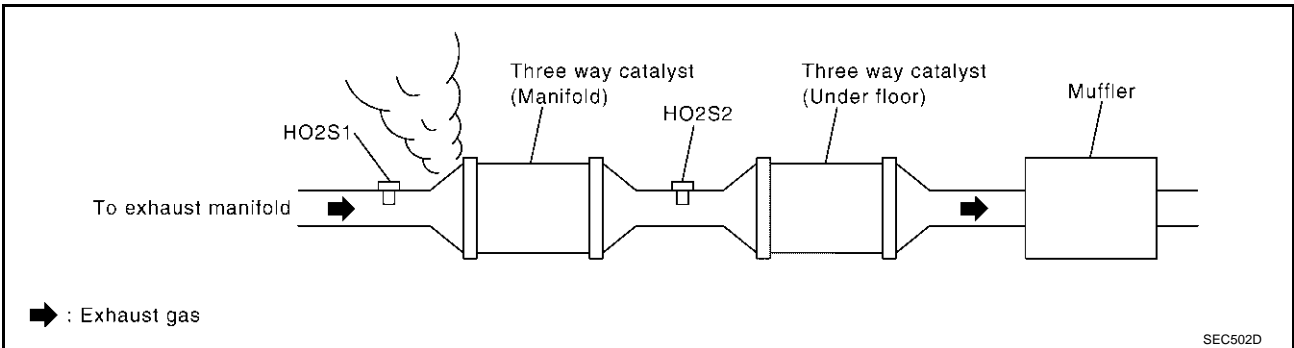 Three way catalyst
(Manifold)
Three way catalyst
(Under floor)
Muffler
HO2S1
HO2S2
To exhaust manifold
: Exhaust gas
SEC502D